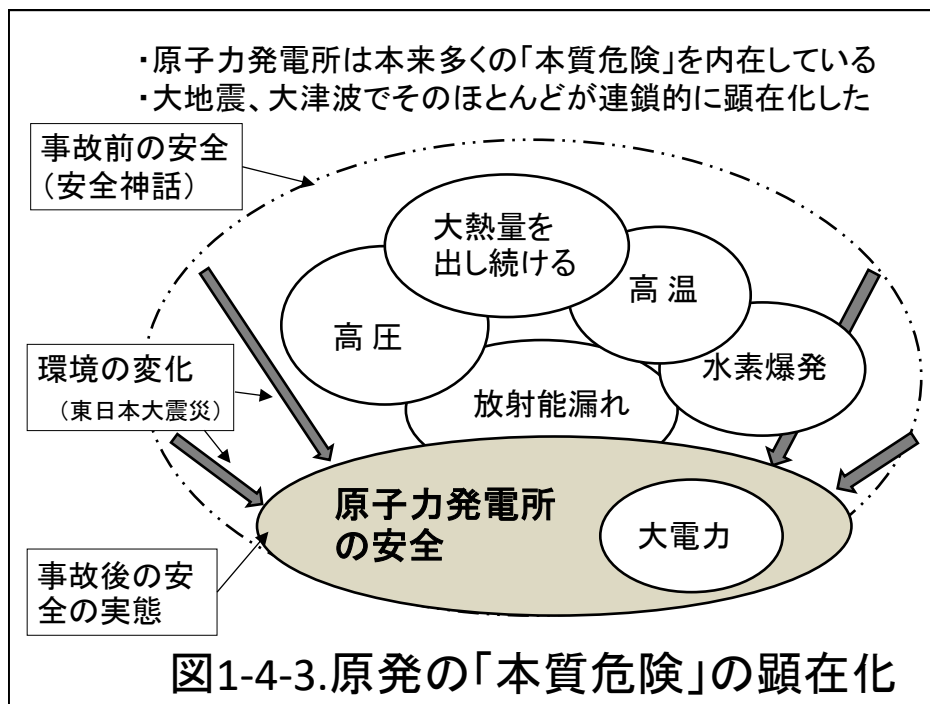 ・原子力発電所は本来多くの「本質危険」を内在している
・大地震、大津波でそのほとんどが連鎖的に顕在化した
事故前の安全
(安全神話)
大熱量を
出し続ける
高温
高圧
水素爆発
環境の変化
(東日本大震災)
放射能漏れ
原子力発電所
の安全
大電力
事故後の安
全の実態
図1-4-3.原発の「本質危険」の顕在化